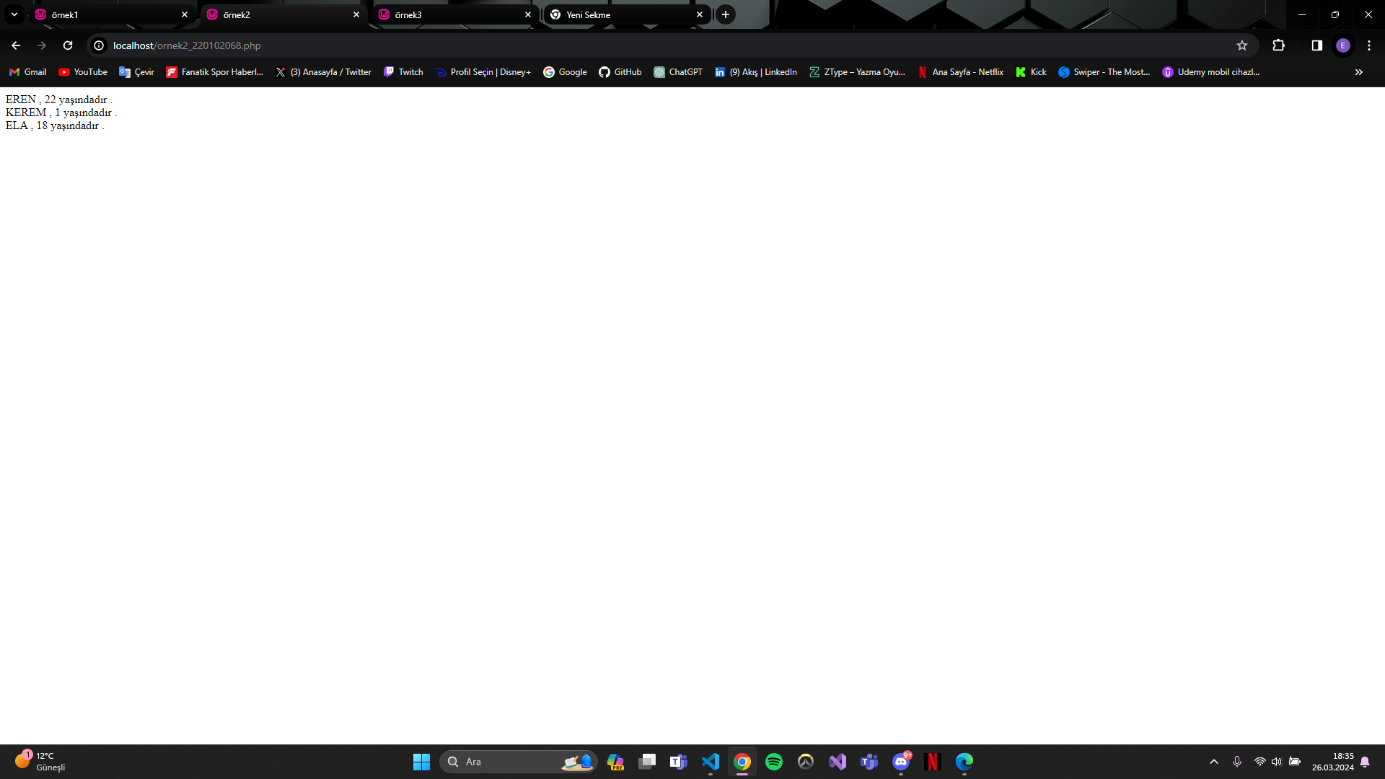 örnek1
örnek2
örnek3
Yeni Sekme
localhost/ornek2_220102068.php
E
Gmail
YouTube
Çevir
Fanatik Spor Haberl...
(3) Anasayfa / Twitter
Twitch
Profil Seçin | Disney+
Google
GitHub
ChatGPT
(9) Akış | LinkedIn
ZType – Yazma Oyu...
Ana Sayfa - Netflix
Kick
Swiper - The Most...
Udemy mobil cihazl...
EREN , 22 yaşındadır .
KEREM , 1 yaşındadır .
ELA , 18 yaşındadır .
1
12°C
Güneşli
Ara
PRE
9+
18:35
26.03.2024